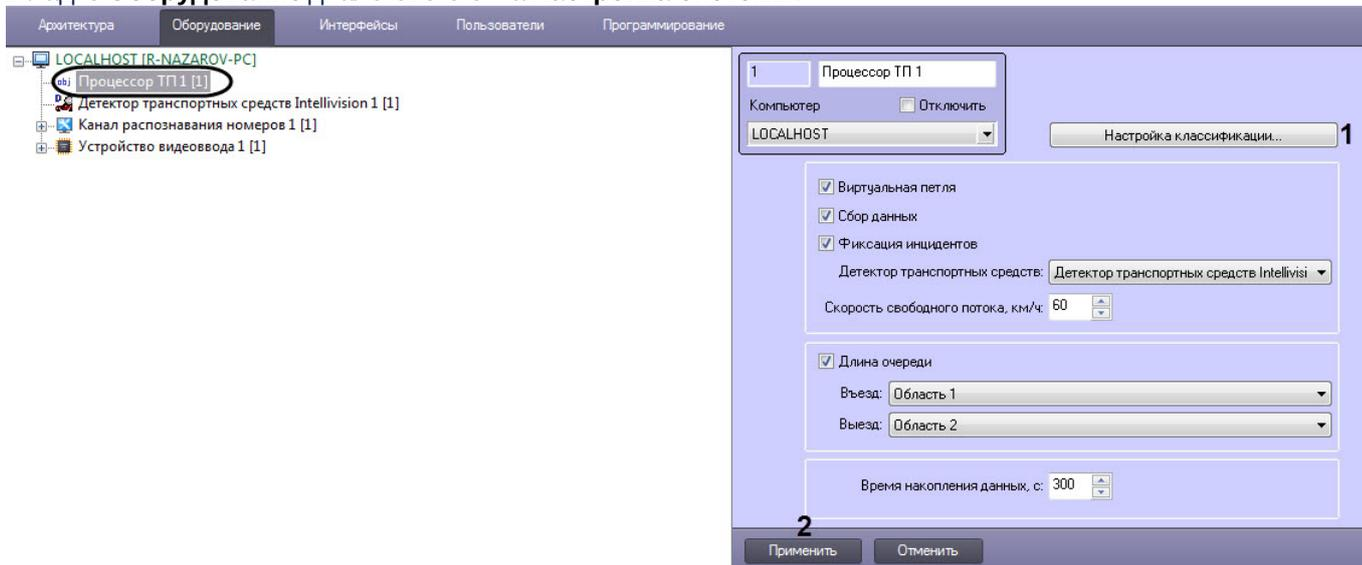 Архитектура Оборудование Интерфейсы Пользователи Программирование
LOCALHOST [R-NAZAROV-PC]
obj Процессор ТП 1 [1]
Детектор транспортных средств Intellivision 1 [1]
Канал распознавания номеров 1 [1]
Устройство видеоввода 1 [1]
1 Процессор ТП 1
Компьютер Отключить
LOCALHOST
Настройка классификации... 1
Виртуальная петля
Сбор данных
Фиксация инцидентов
Детектор транспортных средств: Детектор транспортных средств Intellivisi
Скорость свободного потока, км/ч: 60
Длина очереди
Въезд: Область 1
Выезд: Область 2
Время накопления данных, с: 300
2
Применить Отменить